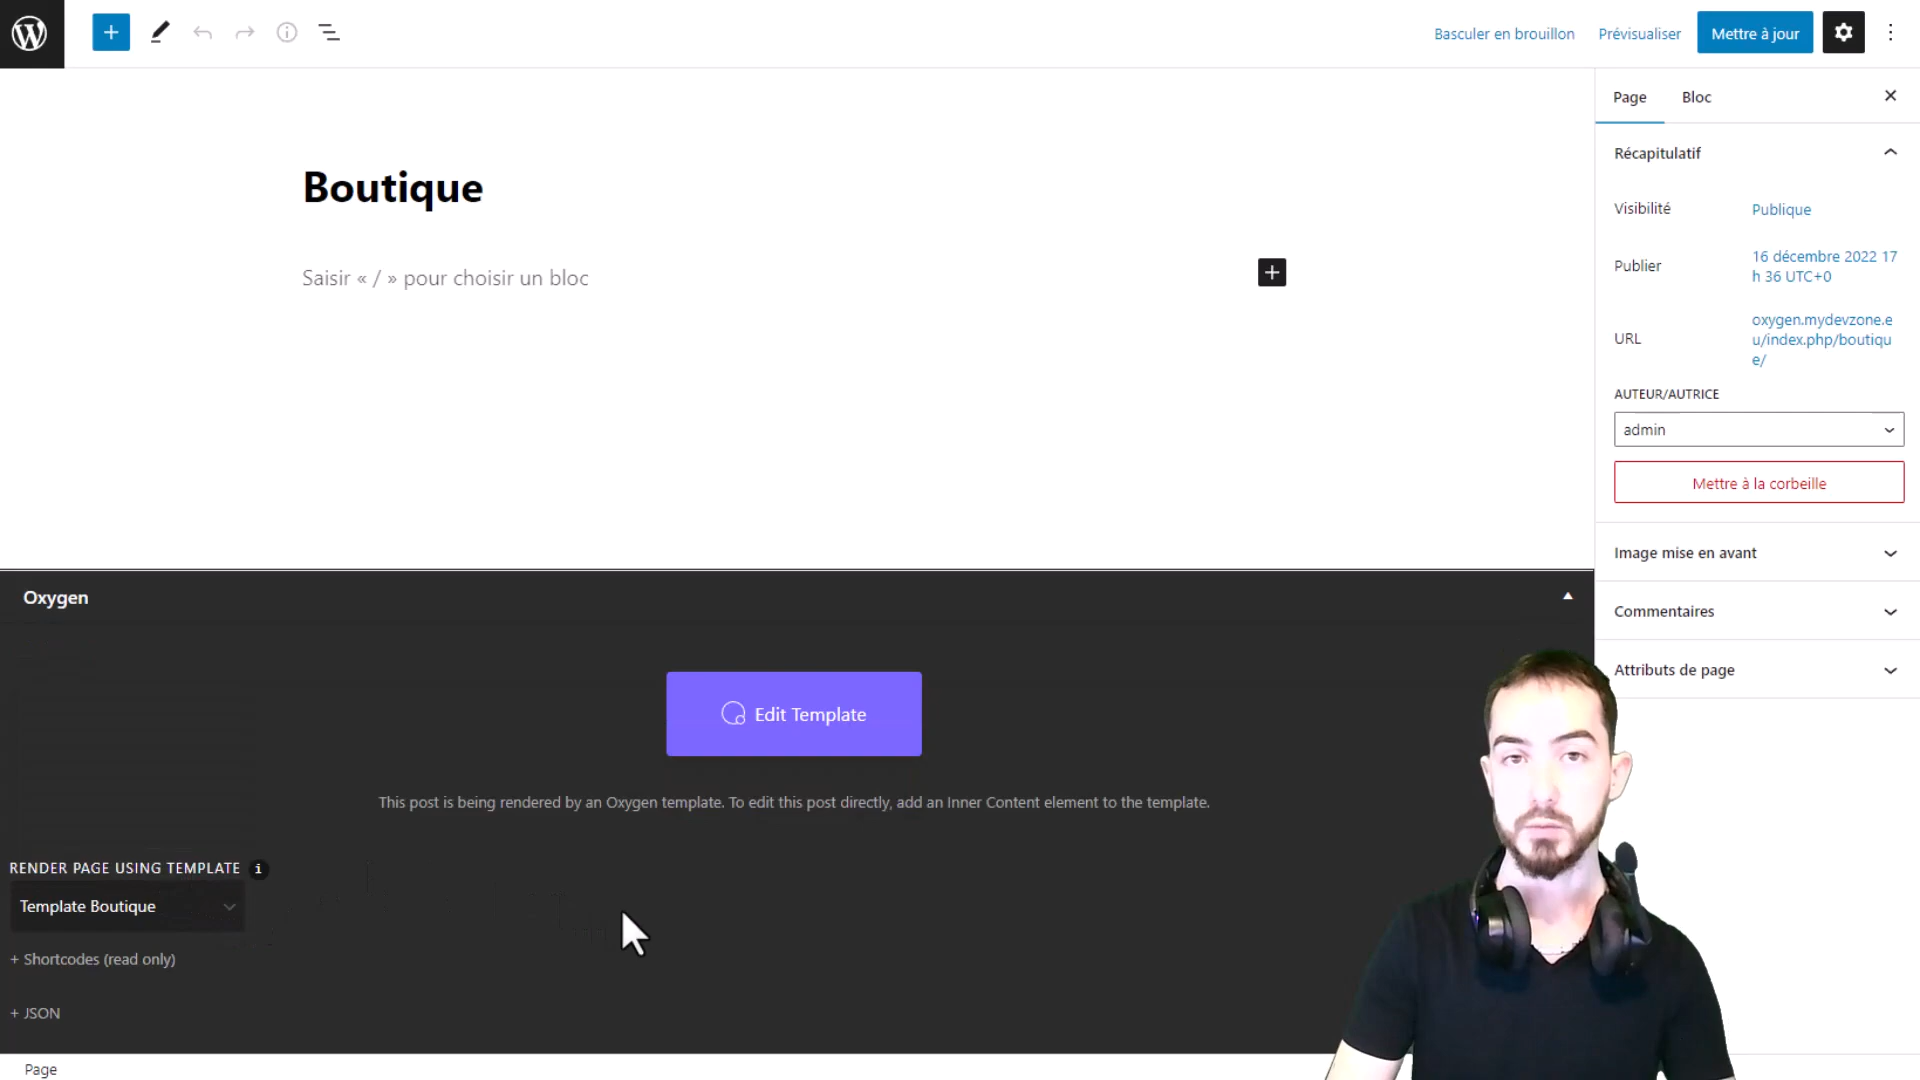 Basculer en brouillon
Prévisualiser
Mettre à jour
Page
Bloc
Boutique
Saisir « / » pour choisir un bloc
Récapitulatif
Visibilité
Publique
Publier
16 décembre 2022 17
h 36 UTC+0
URL
oxygen.mydevzone.e
u/index.php/boutiqu
e/
AUTEUR/AUTRICE
admin
Mettre à la corbeille
Image mise en avant
Commentaires
Attributs de page
Oxygen
Edit Template
This post is being rendered by an Oxygen template. To edit this post directly, add an Inner Content element to the template.
RENDER PAGE USING TEMPLATE
Template Boutique
+ Shortcodes (read only)
+ JSON
Page